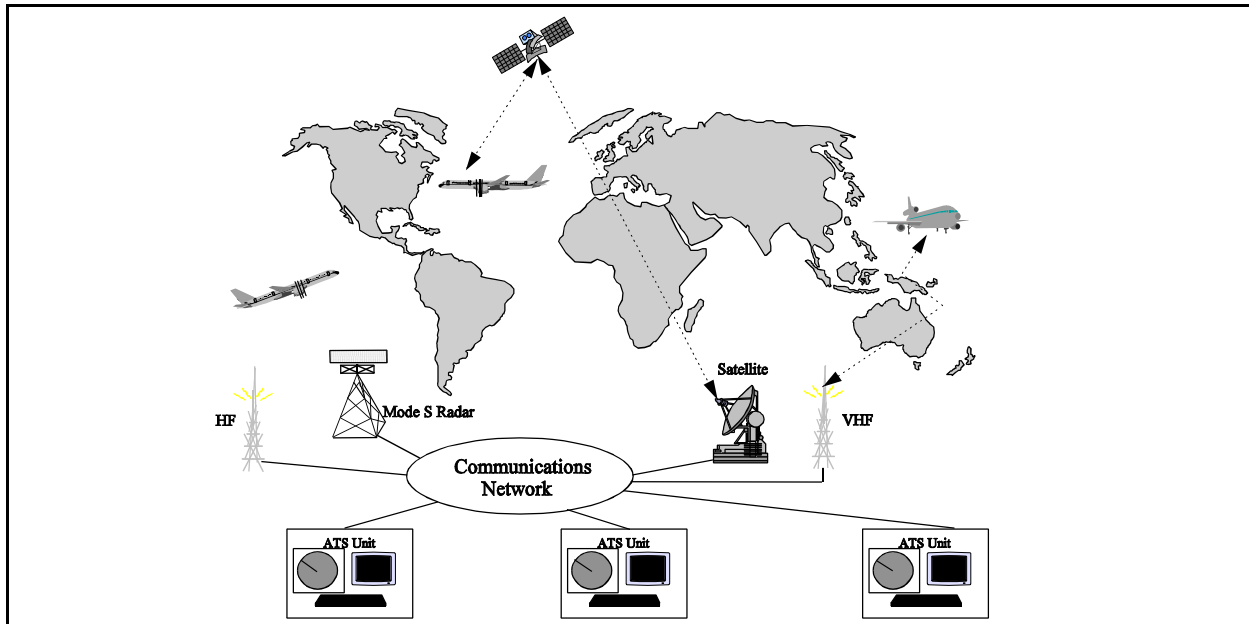 Satellite
HF
Mode S Radar
VHF
Communications
Network
ATS Unit
ATS Unit
ATS Unit